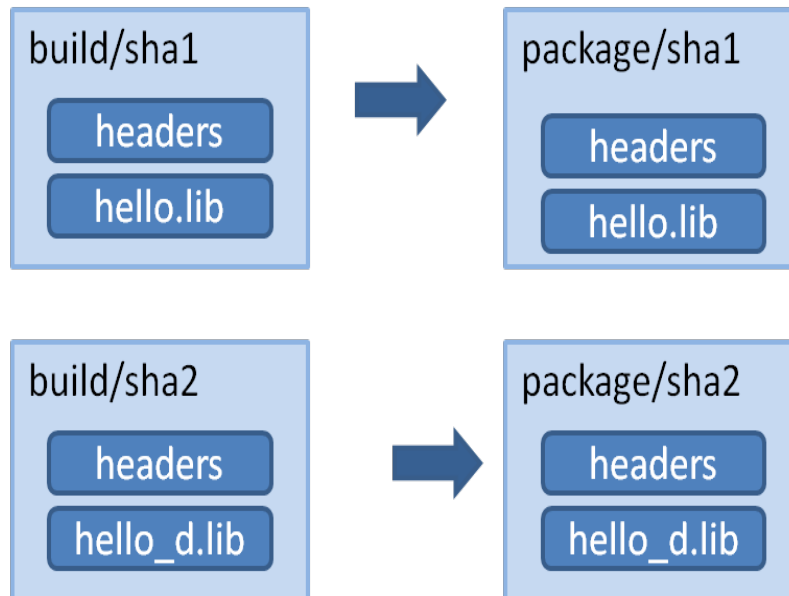 build/sha1
headers
hello.lib
package/sha1
headers
hello.lib
build/sha2
headers
hello_d.lib
package/sha2
headers
hello_d.lib